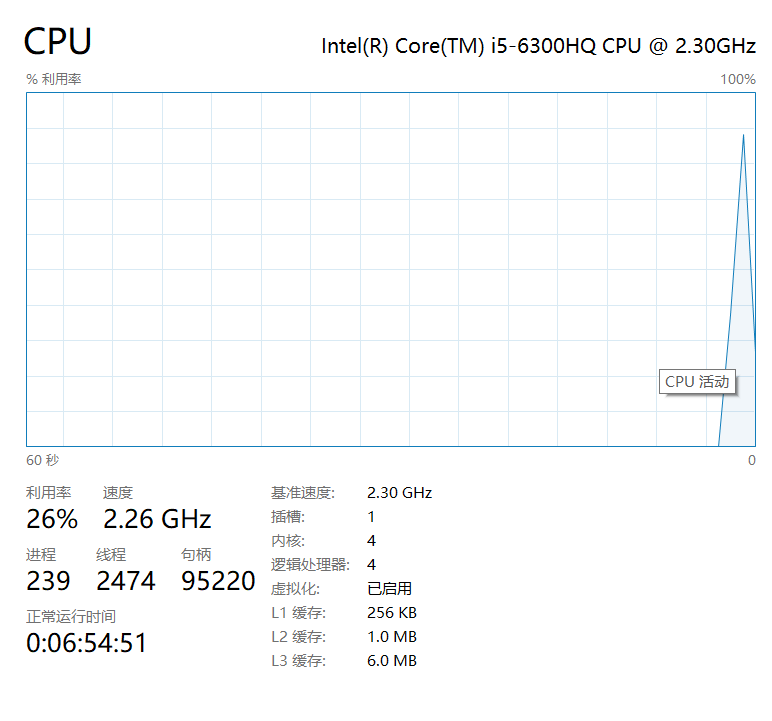 CPU
Intel(R) Core(TM) i5-6300HQ CPU @ 2.30GHz
% 利用率
100%
CPU 活动
60 秒
0
利用率 速度
26% 2.26 GHz
进程 线程 句柄
239 2474 95220
正常运行时间
0:06:54:51
基准速度: 2.30 GHz
插槽: 1
内核: 4
逻辑处理器: 4
虚拟化: 已启用
L1 缓存: 256 KB
L2 缓存: 1.0 MB
L3 缓存: 6.0 MB